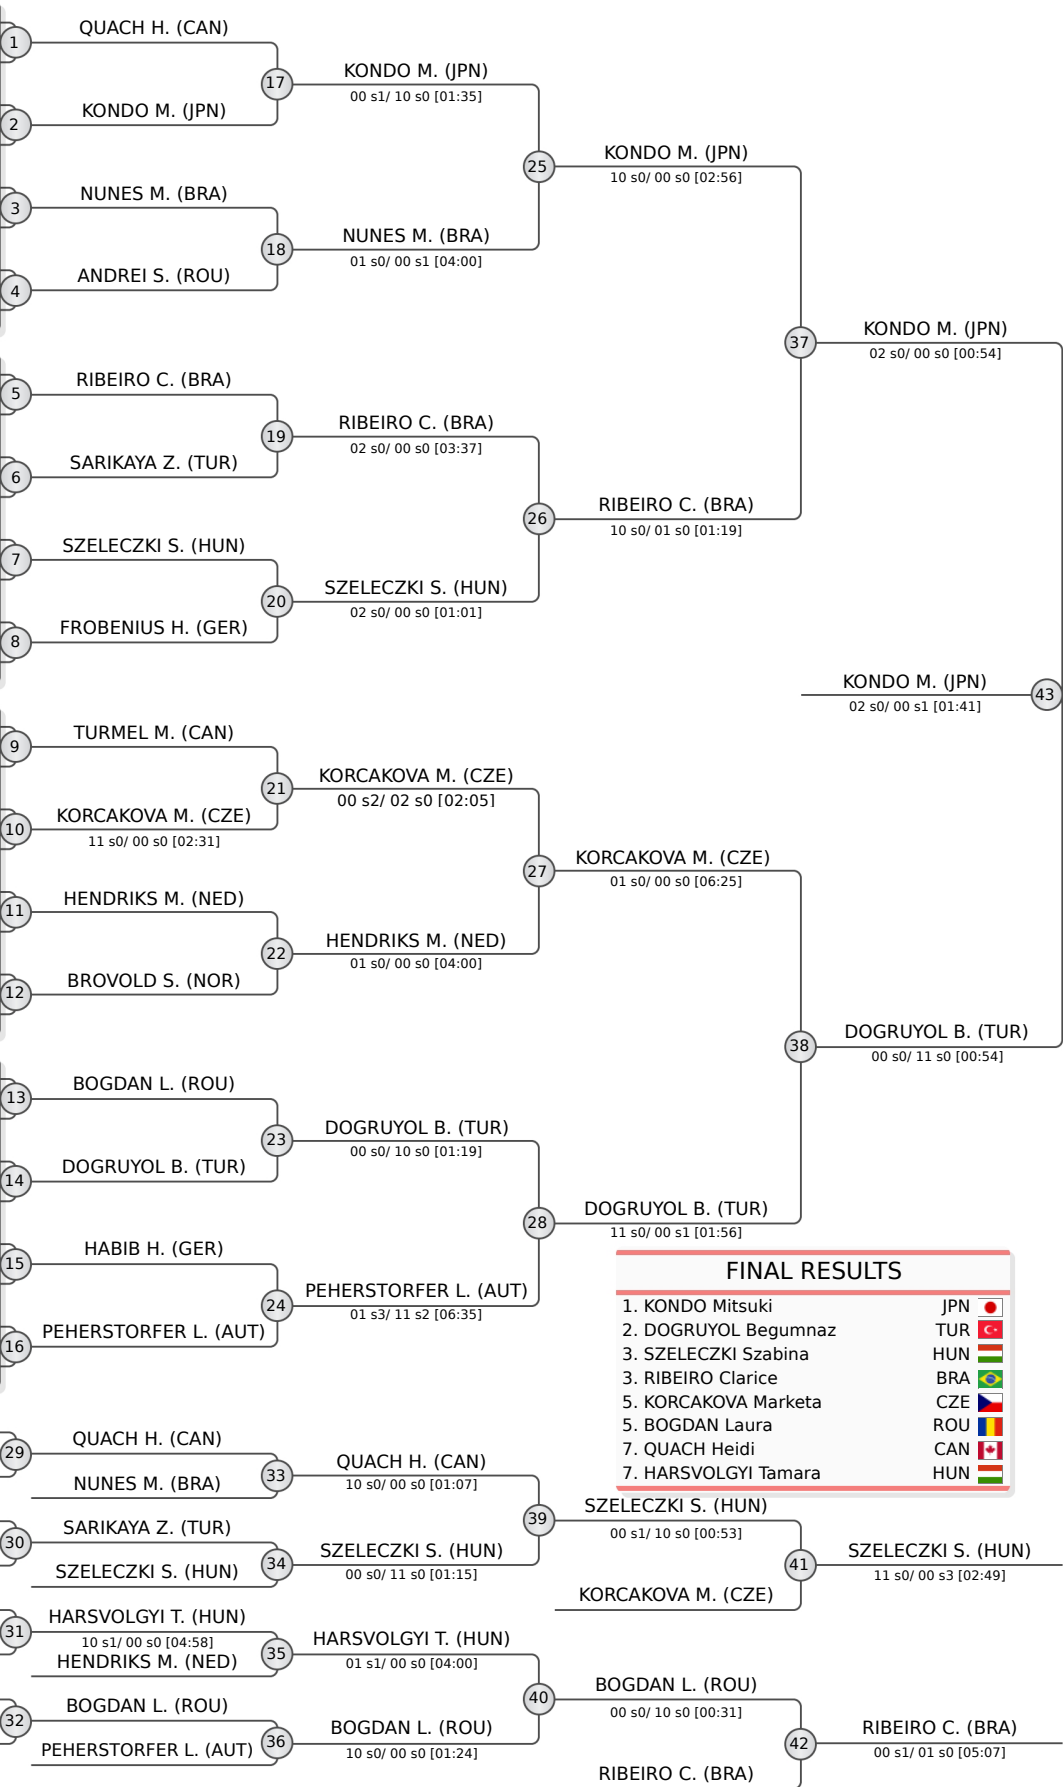 QUACH H. (CAN)
1
17
KONDO M. (JPN)
00 s1/ 10 s0 [01:35]
KONDO M. (JPN)
2
25
KONDO M. (JPN)
10 s0/ 00 s0 [02:56]
NUNES M. (BRA)
3
18
NUNES M. (BRA)
01 s0/ 00 s1 [04:00]
ANDREI S. (ROU)
4
37
KONDO M. (JPN)
02 s0/ 00 s0 [00:54]
RIBEIRO C. (BRA)
5
19
RIBEIRO C. (BRA)
02 s0/ 00 s0 [03:37]
SARIKAYA Z. (TUR)
6
26
RIBEIRO C. (BRA)
10 s0/ 01 s0 [01:19]
SZELECZKI S. (HUN)
7
20
SZELECZKI S. (HUN)
02 s0/ 00 s0 [01:01]
FROBENIUS H. (GER)
8
KONDO M. (JPN)
43
02 s0/ 00 s1 [01:41]
TURMEL M. (CAN)
9
21
KORCAKOVA M. (CZE)
00 s2/ 02 s0 [02:05]
KORCAKOVA M. (CZE)
10
11 s0/ 00 s0 [02:31]
27
KORCAKOVA M. (CZE)
01 s0/ 00 s0 [06:25]
HENDRIKS M. (NED)
11
22
HENDRIKS M. (NED)
01 s0/ 00 s0 [04:00]
BROVOLD S. (NOR)
12
38
DOGRUYOL B. (TUR)
00 s0/ 11 s0 [00:54]
BOGDAN L. (ROU)
13
23
DOGRUYOL B. (TUR)
00 s0/ 10 s0 [01:19]
DOGRUYOL B. (TUR)
14
28
DOGRUYOL B. (TUR)
11 s0/ 00 s1 [01:56]
HABIB H. (GER)
15
24
PEHERSTORFER L. (AUT)
01 s3/ 11 s2 [06:35]
PEHERSTORFER L. (AUT)
16
FINAL RESULTS
1. KONDO Mitsuki JPN
2. DOGRUYOL Begumnaz TUR
3. SZELECZKI Szabina HUN
3. RIBEIRO Clarice BRA
5. KORCAKOVA Marketa CZE
5. BOGDAN Laura ROU
7. QUACH Heidi CAN
7. HARSVOLGYI Tamara HUN
QUACH H. (CAN)
29
33
QUACH H. (CAN)
10 s0/ 00 s0 [01:07]
NUNES M. (BRA)
39
SZELECZKI S. (HUN)
00 s1/ 10 s0 [00:53]
SARIKAYA Z. (TUR)
30
34
SZELECZKI S. (HUN)
00 s0/ 11 s0 [01:15]
SZELECZKI S. (HUN)
41
SZELECZKI S. (HUN)
11 s0/ 00 s3 [02:49]
KORCAKOVA M. (CZE)
HARSVOLGYI T. (HUN)
31
10 s1/ 00 s0 [04:58]
35
HARSVOLGYI T. (HUN)
01 s1/ 00 s0 [04:00]
HENDRIKS M. (NED)
40
BOGDAN L. (ROU)
00 s0/ 10 s0 [00:31]
BOGDAN L. (ROU)
32
36
BOGDAN L. (ROU)
10 s0/ 00 s0 [01:24]
PEHERSTORFER L. (AUT)
42
RIBEIRO C. (BRA)
00 s1/ 01 s0 [05:07]
RIBEIRO C. (BRA)